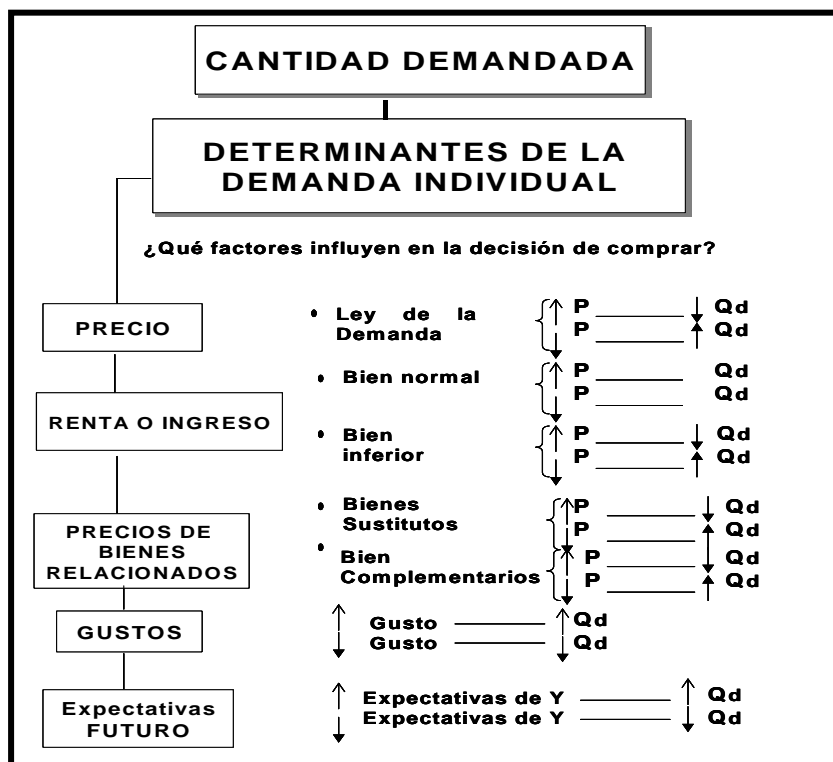 CANTIDAD DEMANDADA
DETERMINANTES DE LA
DEMANDA INDIVIDUAL
¿Qué factores influyen en la decisión de comprar?
PRECIO
• Ley de la
Demanda
P Qd
P Qd
RENTA O INGRESO
• Bien normal
P Qd
P Qd
• Bien
inferior
P Qd
P Qd
PRECIOS DE
BIENES
RELACIONADOS
• Bienes
Sustitutos
P Qd
P Qd
• Bien
Complementarios
P Qd
P Qd
GUSTOS
Gusto Qd
Gusto Qd
Expectativas
FUTURO
Expectativas de Y Qd
Expectativas de Y Qd